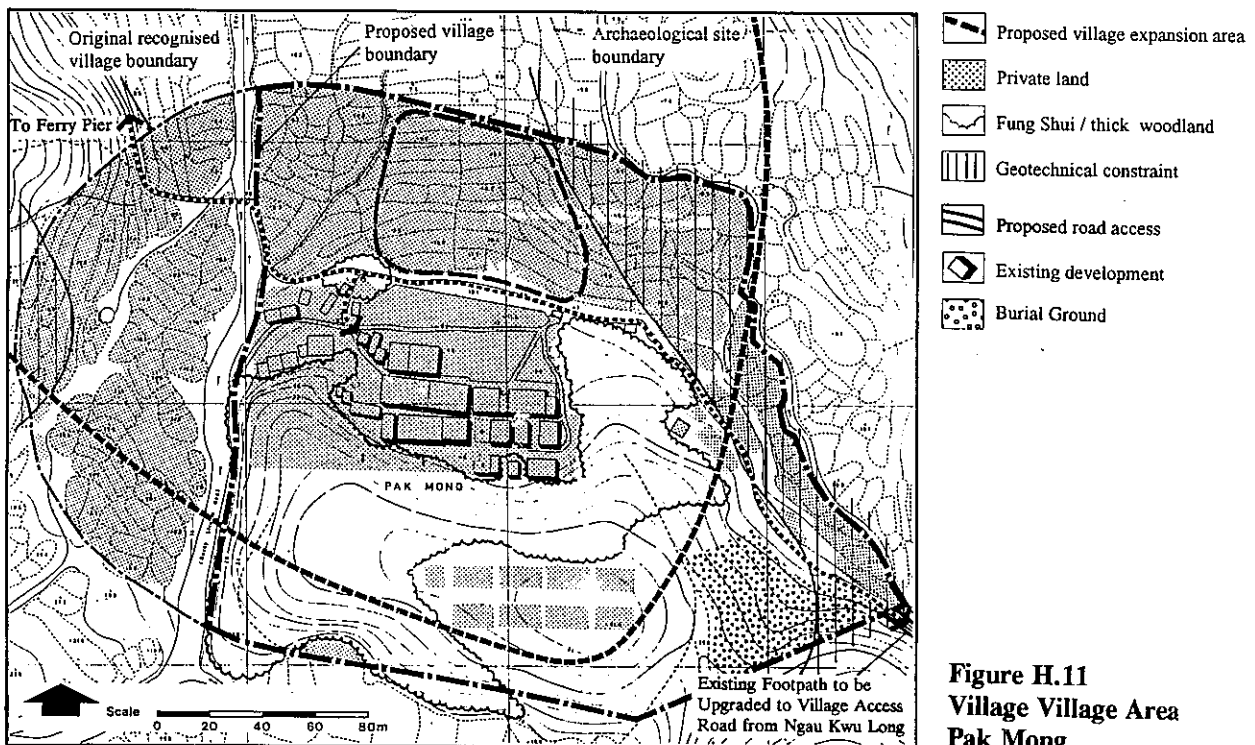 Original recognised
village boundary
Proposed village
boundary
Archaeological site
boundary
To Ferry Pier
PAK MONG
Existing Footpath to be
Upgraded to Village Access
Road from Ngau Kwu Long
Scale 0 20 40 60 80m
Proposed village expansion area
Private land
Fung Shui / thick woodland
Geotechnical constraint
Proposed road access
Existing development
Burial Ground
Figure H.11
Village Village Area
Pak Mong